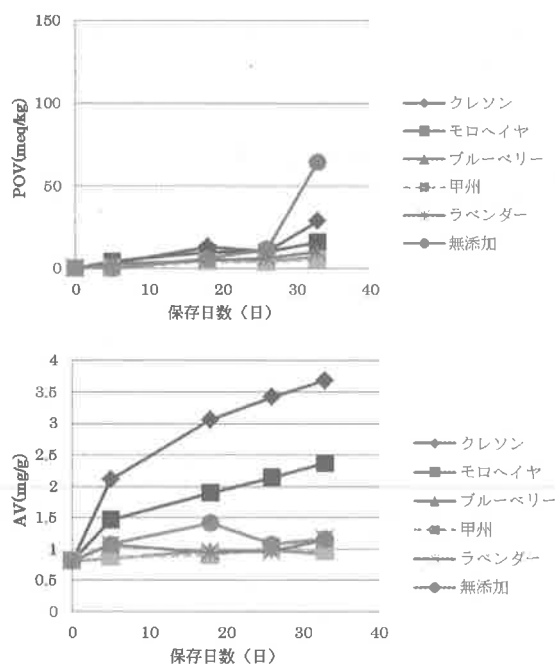 150
100
50
0
POV(meq/kg)
0 10 20 30 40
保存日数（日）
クレソン
モロヘイヤ
ブルーベリー
甲州
ラベンダー
無添加
4
3.5
3
2.5
2
1.5
1
0.5
0
AV(mg/g)
0 10 20 30 40
保存日数（日）
クレソン
モロヘイヤ
ブルーベリー
甲州
ラベンダー
無添加